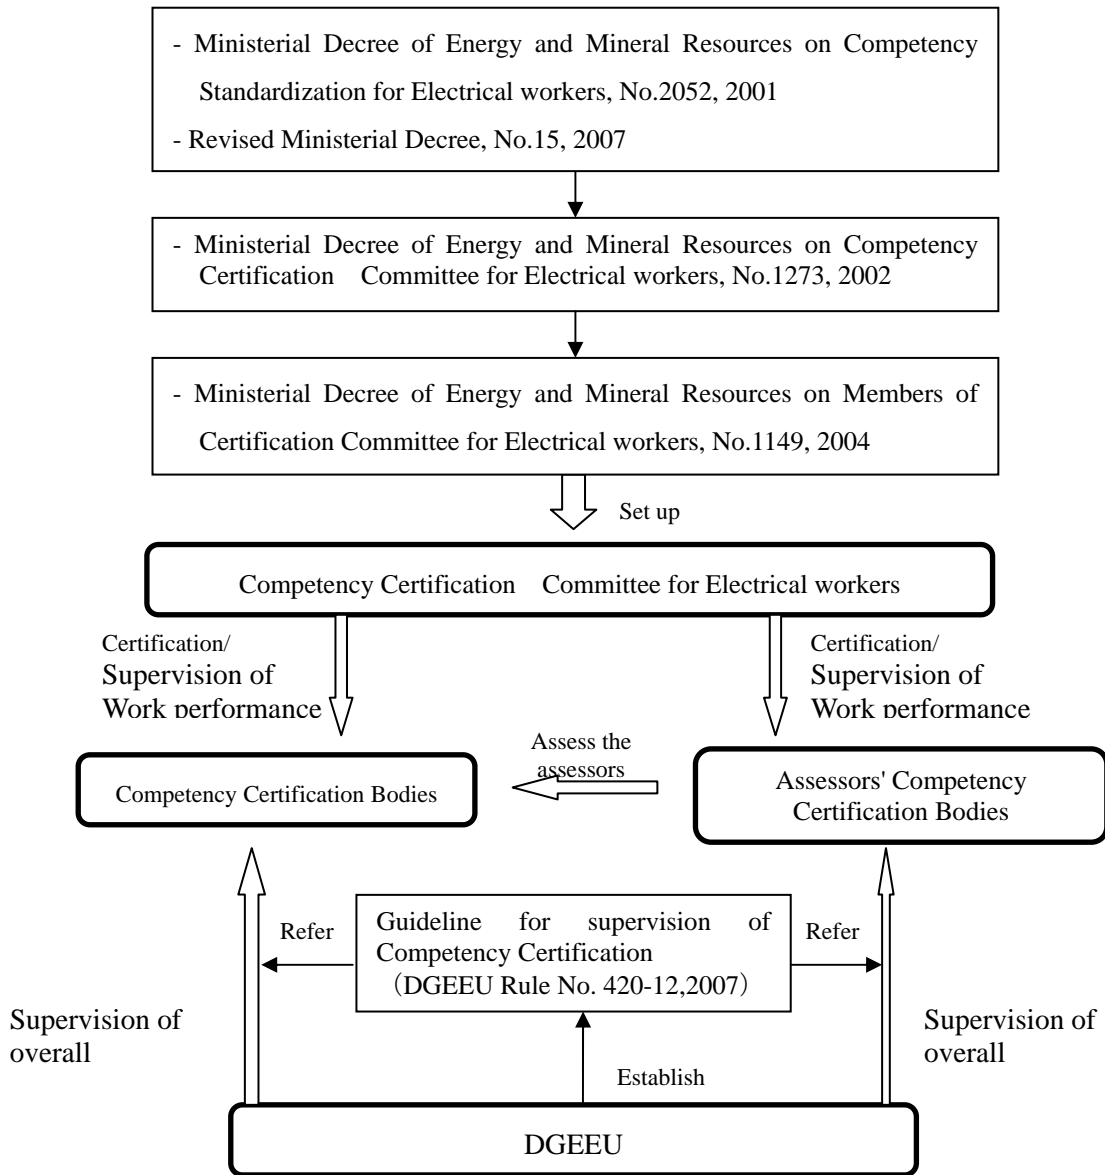 - Ministerial Decree of Energy and Mineral Resources on Competency
Standardization for Electrical workers, No.2052, 2001
- Revised Ministerial Decree, No.15, 2007
- Ministerial Decree of Energy and Mineral Resources on Competency
Certification Committee for Electrical workers, No.1273, 2002
- Ministerial Decree of Energy and Mineral Resources on Members of
Certification Committee for Electrical workers, No.1149, 2004
Set up
Competency Certification Committee for Electrical workers
Certification/
Supervision of
Work performance
Certification/
Supervision of
Work performance
Assess the
assessors
Competency Certification Bodies
Assessors' Competency
Certification Bodies
Refer
Guideline for supervision of
Competency Certification
（DGEEU Rule No. 420-12,2007）
Refer
Supervision of
overall
Supervision of
overall
Establish
DGEEU